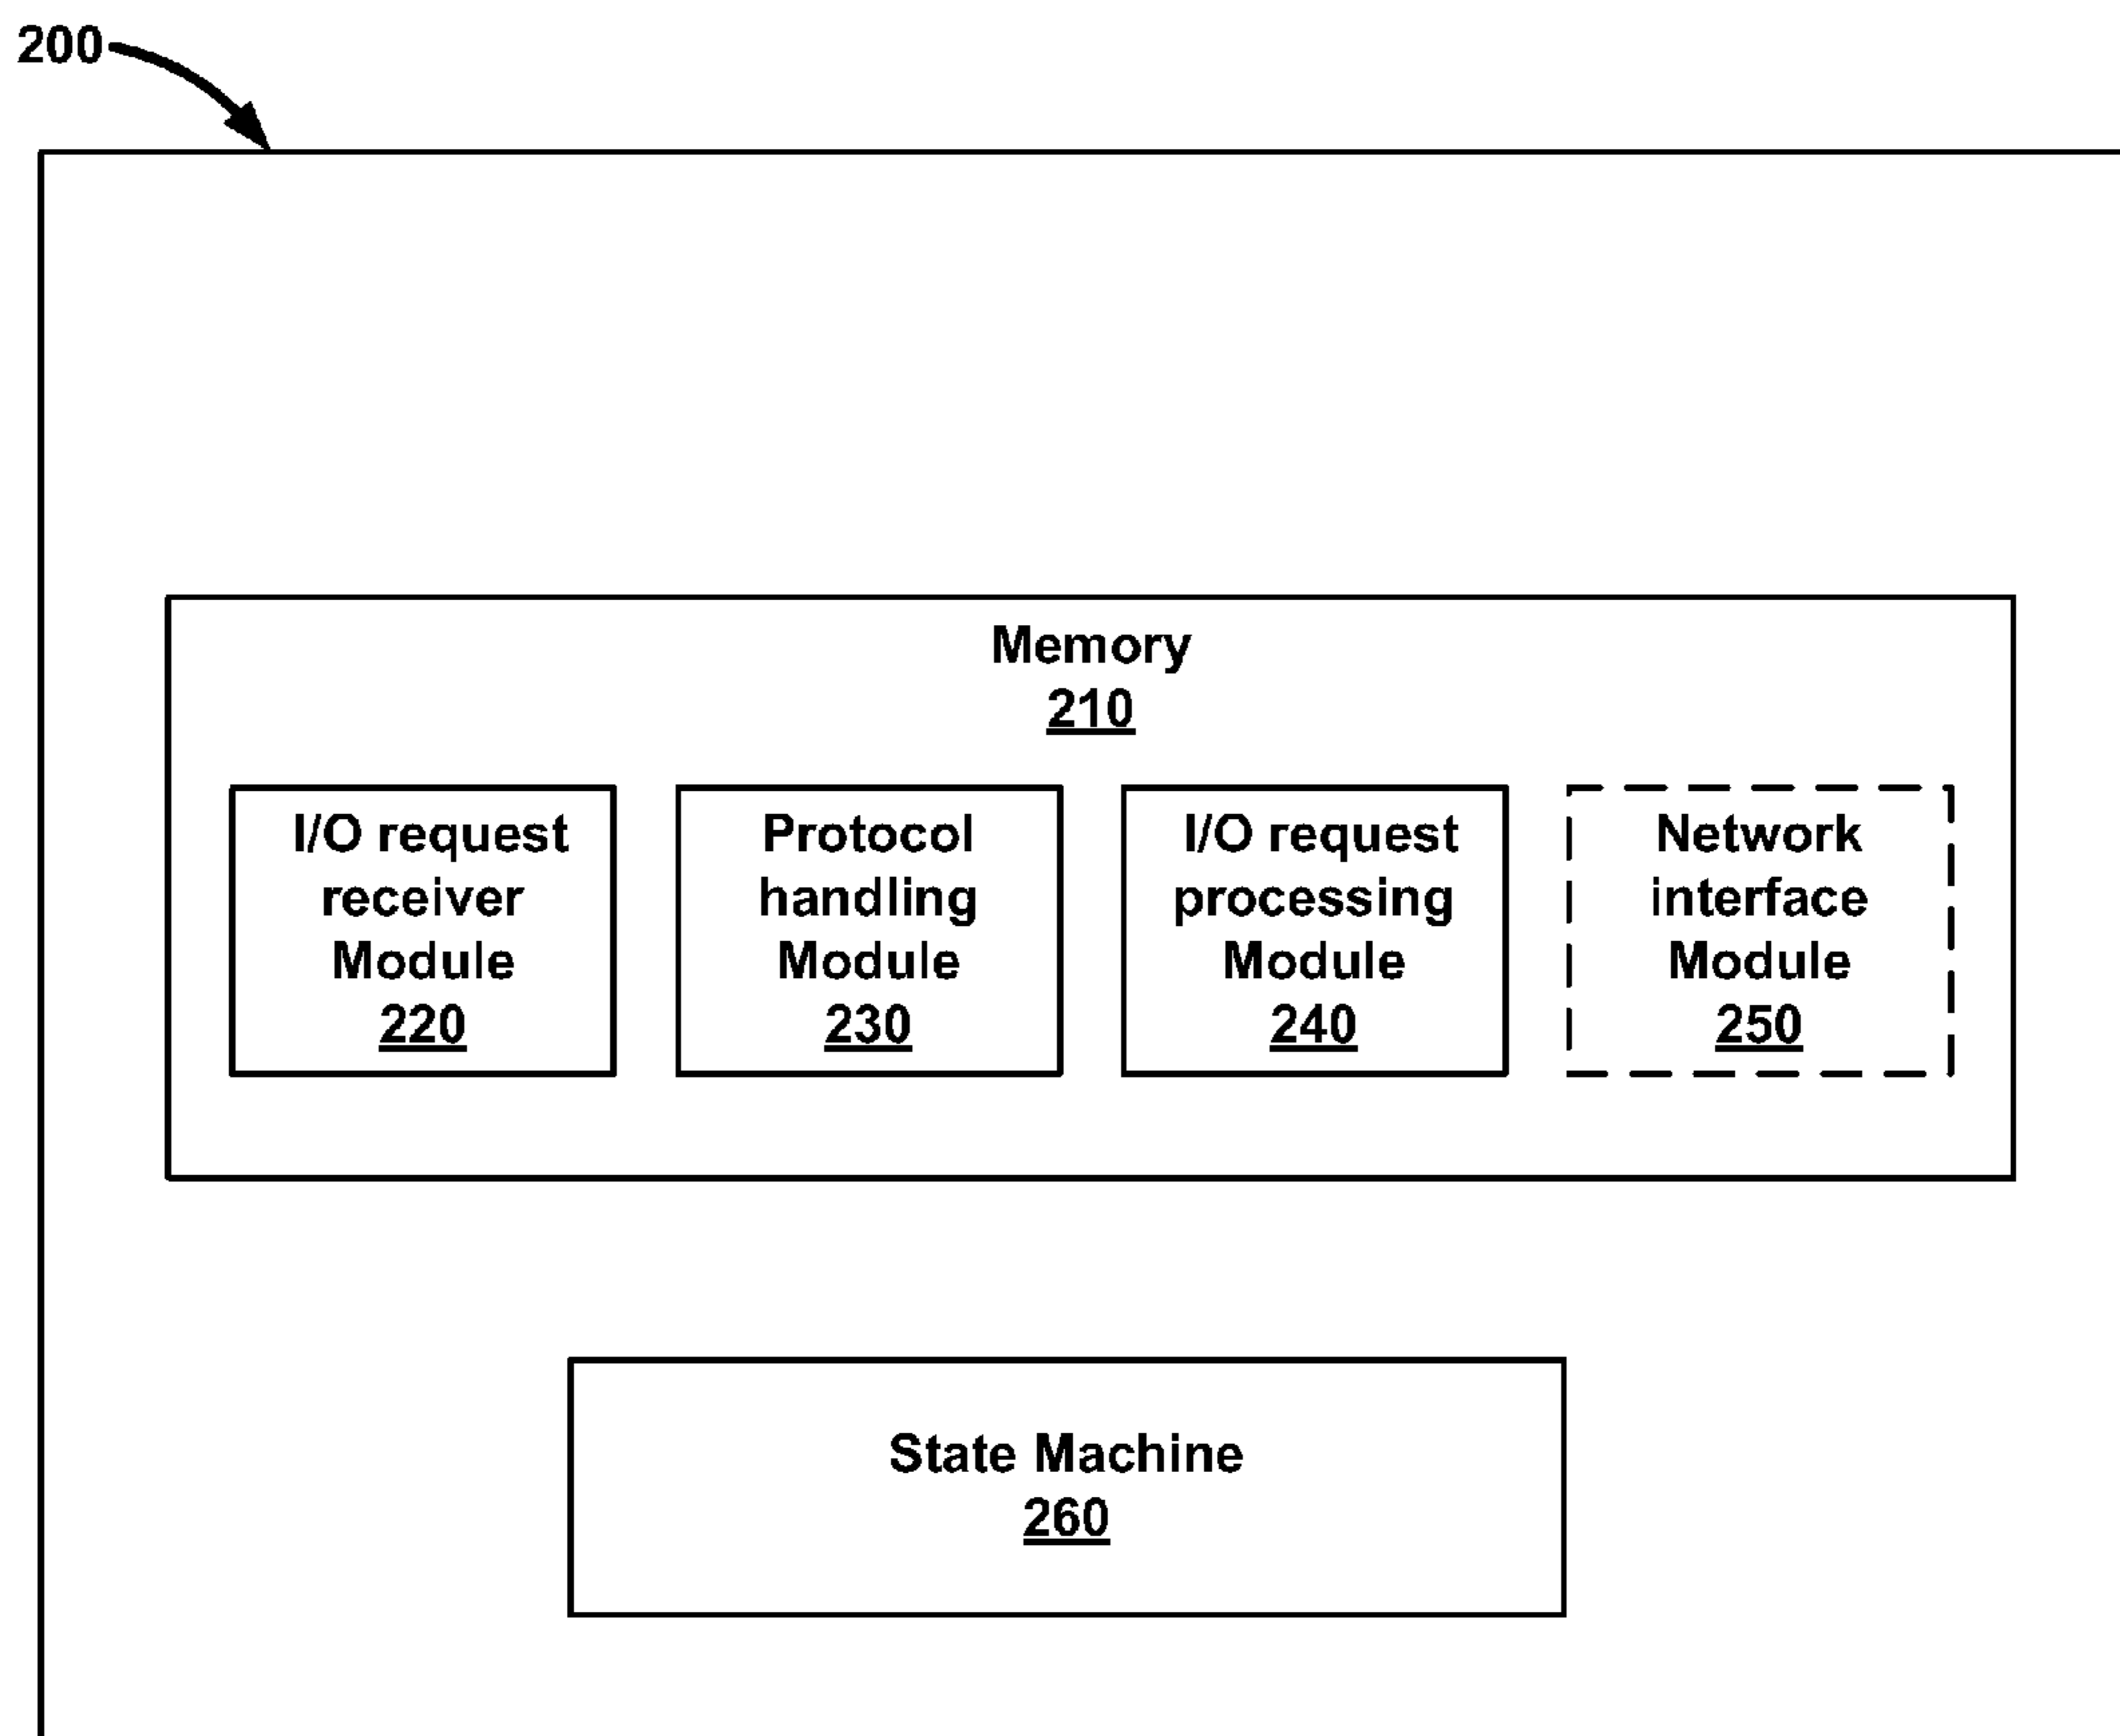 200
Memory
210
I/O request
receiver
Module
220
Protocol
handling
Module
230
I/O request
processing
Module
240
Network
interface
Module
250
State Machine
260